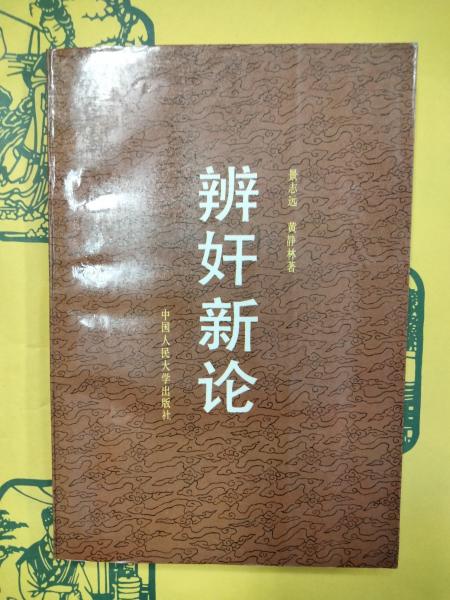 景志远 黄静林著
辨奸新论
中国人民大学出版社